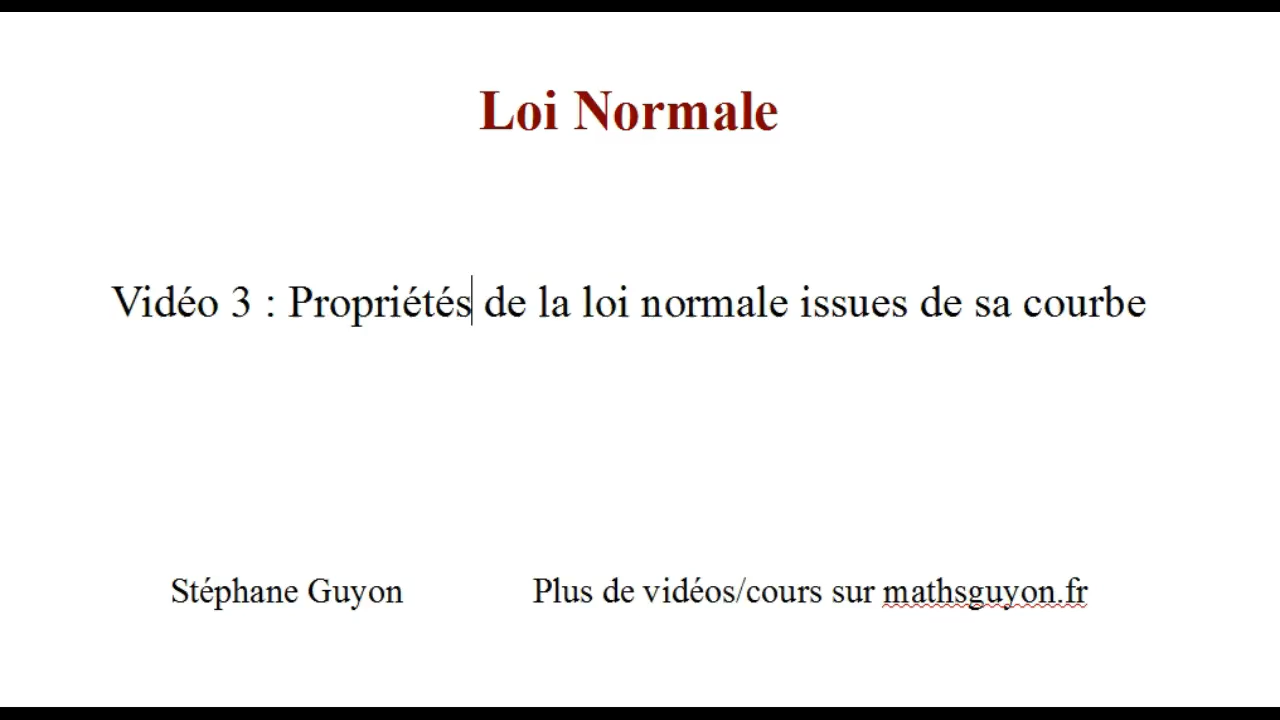 Loi Normale
Vidéo 3 : Propriétés de la loi normale issues de sa courbe
Stéphane Guyon Plus de vidéos/cours sur mathsguyon.fr